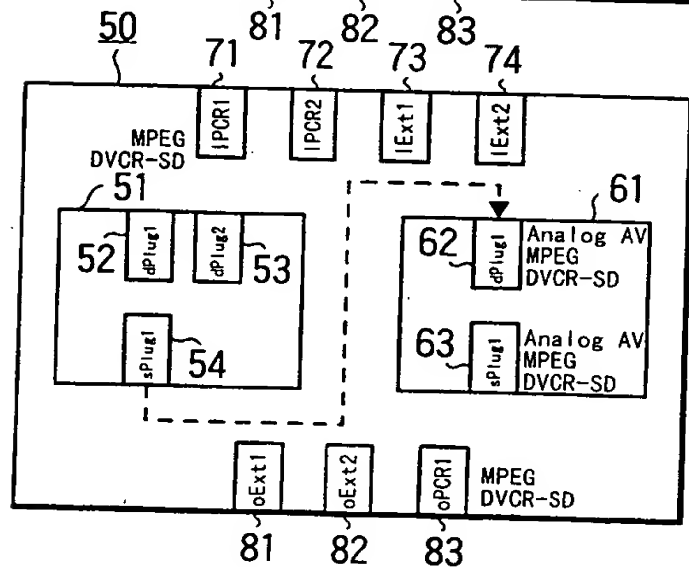 81 82 83
50
71 72 73 74
IPCR1 IPCR2 IExt1 IExt2
MPEG
DVCR-SD
51
61
52 dPlug1 dPlug2 53
62 dPlug1 Analog AV
MPEG
DVCR-SD
sPlug1 54
63 sPlug1 Analog AV
MPEG
DVCR-SD
oExt1 oExt2 oPCR1
MPEG
DVCR-SD
81 82 83